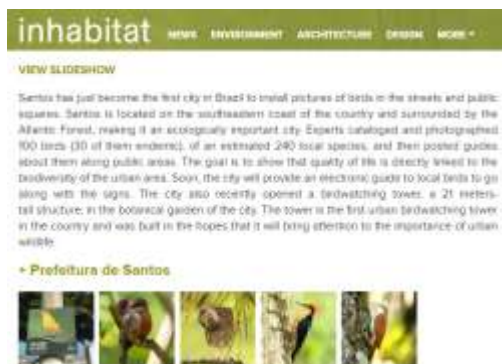 inhabitat NEWS ENVIRONMENT ARCHITECTURE DESIGN MORE
VIEW SLIDESHOW
Santos has just become the first city in Brazil to install pictures of birds in the streets and public
squares. Santos is located on the southeastern coast of the country and surrounded by the
Atlantic Forest, making it an ecologically important city. Experts cataloged and photographed
100 birds (30 of them endemic), of an estimated 240 local species, and then posted guides
about them along public areas. The goal is to show that quality of life is directly linked to the
biodiversity of the urban area. Soon, the city will provide an electronic guide to local birds to go
along with the signs. The city also recently opened a birdwatching tower, a 21 meters-
tall structure, in the botanical garden of the city. The tower is the first urban birdwatching tower
in the country and was built in the hopes that it will bring attention to the importance of urban
wildlife.
+ Prefeitura de Santos